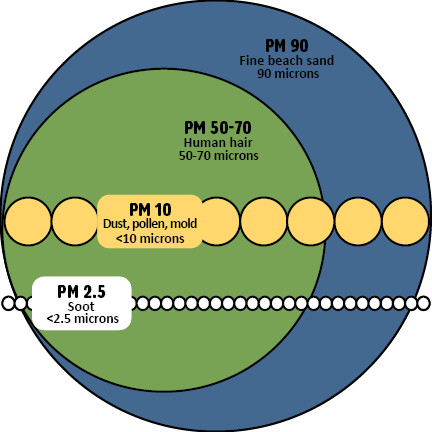 PM 90
Fine beach sand
90 microns
PM 50-70
Human hair
50-70 microns
PM 10
Dust, pollen, mold
<10 microns
PM 2.5
Soot
<2.5 microns